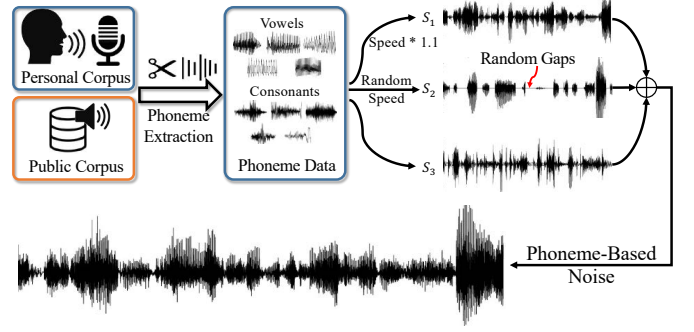 Personal Corpus
Public Corpus
Phoneme
Extraction
Vowels
Consonants
Phoneme Data
Speed * 1.1
Random
Speed
S₁
Random Gaps
S₂
S₃
Phoneme-Based
Noise